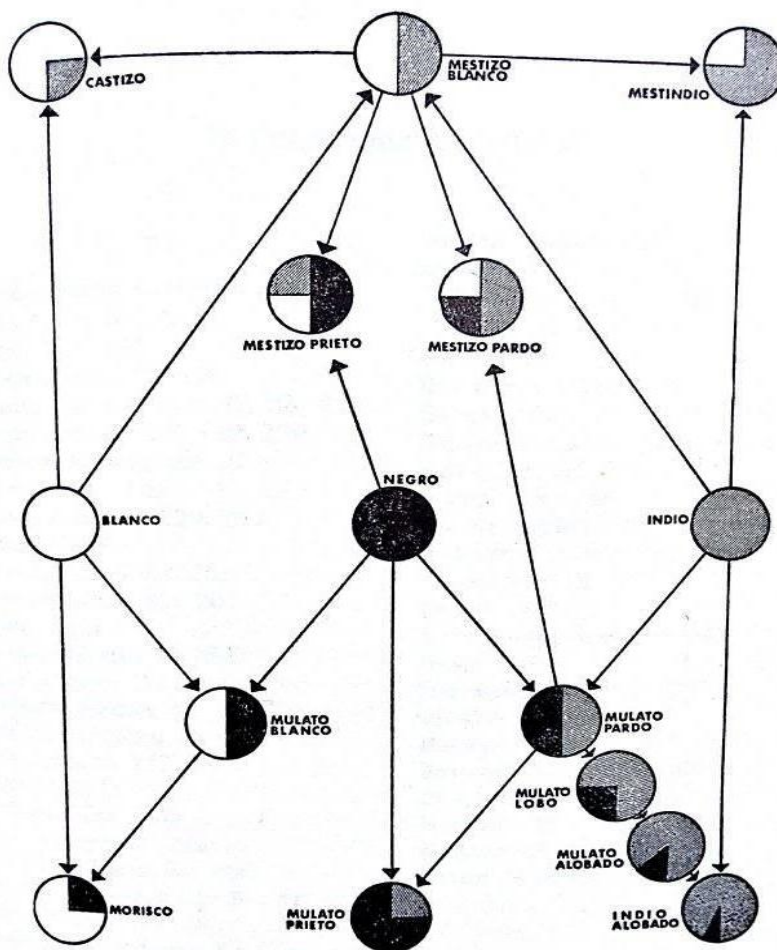 CASTIZO
MESTIZO
BLANCO
MESTINDIO
MESTIZO PRIETO
MESTIZO PARDO
BLANCO
NEGRO
INDIO
MULATO
BLANCO
MULATO
PARDO
MULATO
LOBO
MULATO
ALOBADO
MORISCO
MULATO
PRIETO
INDIO
ALOBADO